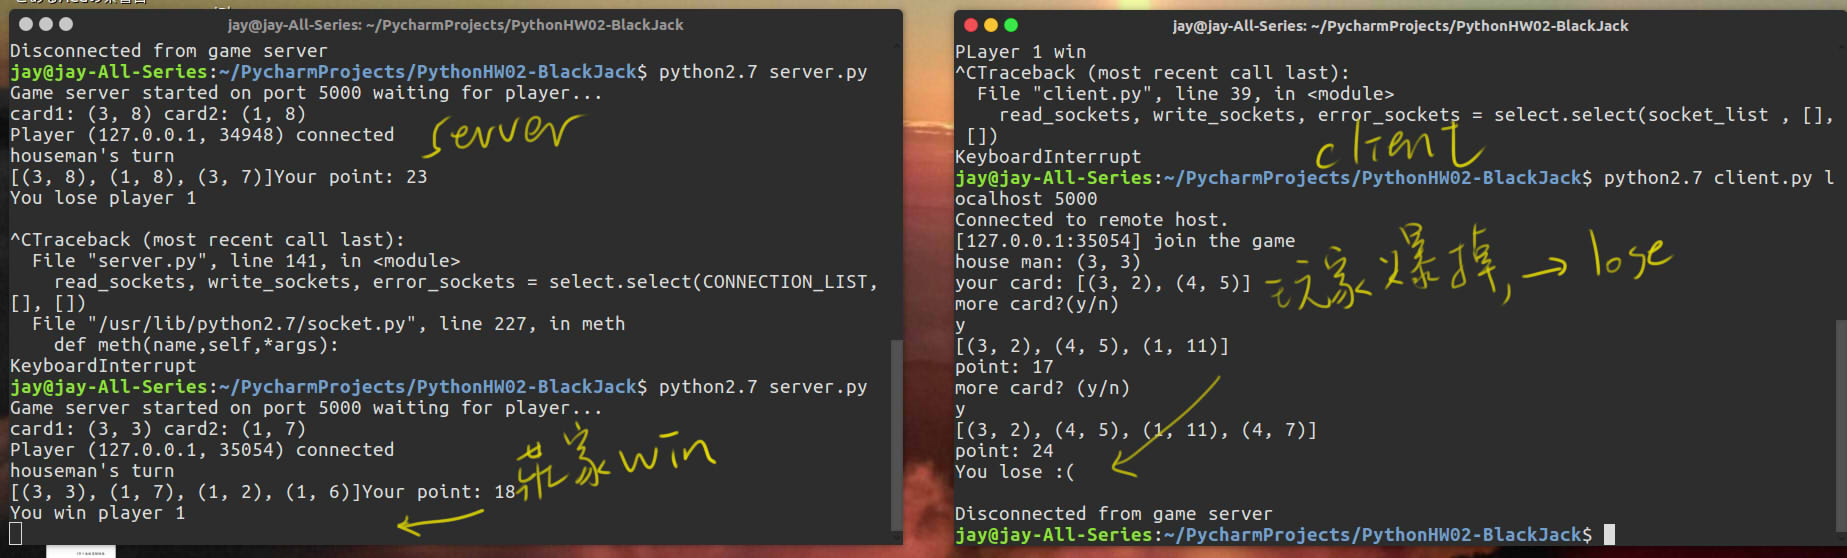 jay@jay-All-Series: ~/PycharmProjects/PythonHW02-BlackJack
Disconnected from game server
jay@jay-All-Series:~/PycharmProjects/PythonHW02-BlackJack$ python2.7 server.py
Game server started on port 5000 waiting for player...
card1: (3, 8) card2: (1, 8)
Player (127.0.0.1, 34948) connected
server
houseman's turn
[(3, 8), (1, 8), (3, 7)]Your point: 23
You lose player 1
^CTraceback (most recent call last):
  File "server.py", line 141, in <module>
    read_sockets, write_sockets, error_sockets = select.select(CONNECTION_LIST,
[], [])
  File "/usr/lib/python2.7/socket.py", line 227, in meth
    def meth(name,self,*args):
KeyboardInterrupt
jay@jay-All-Series:~/PycharmProjects/PythonHW02-BlackJack$ python2.7 server.py
Game server started on port 5000 waiting for player...
card1: (3, 3) card2: (1, 7)
Player (127.0.0.1, 35054) connected
houseman's turn
家win
[(3, 3), (1, 7), (1, 2), (1, 6)]Your point: 18
You win player 1
jay@jay-All-Series: ~/PycharmProjects/PythonHW02-BlackJack
PLayer 1 win
^CTraceback (most recent call last):
  File "client.py", line 39, in <module>
    read_sockets, write_sockets, error_sockets = select.select(socket_list , [],
 [])
client
KeyboardInterrupt
jay@jay-All-Series:~/PycharmProjects/PythonHW02-BlackJack$ python2.7 client.py l
ocalhost 5000
Connected to remote host.
[127.0.0.1:35054] join the game
house man: (3, 3)
your card: [(3, 2), (4, 5)]
玩家爆掉, → lose
more card?(y/n)
y
[(3, 2), (4, 5), (1, 11)]
point: 17
more card? (y/n)
y
[(3, 2), (4, 5), (1, 11), (4, 7)]
point: 24
You lose :(
Disconnected from game server
jay@jay-All-Series:~/PycharmProjects/PythonHW02-BlackJack$